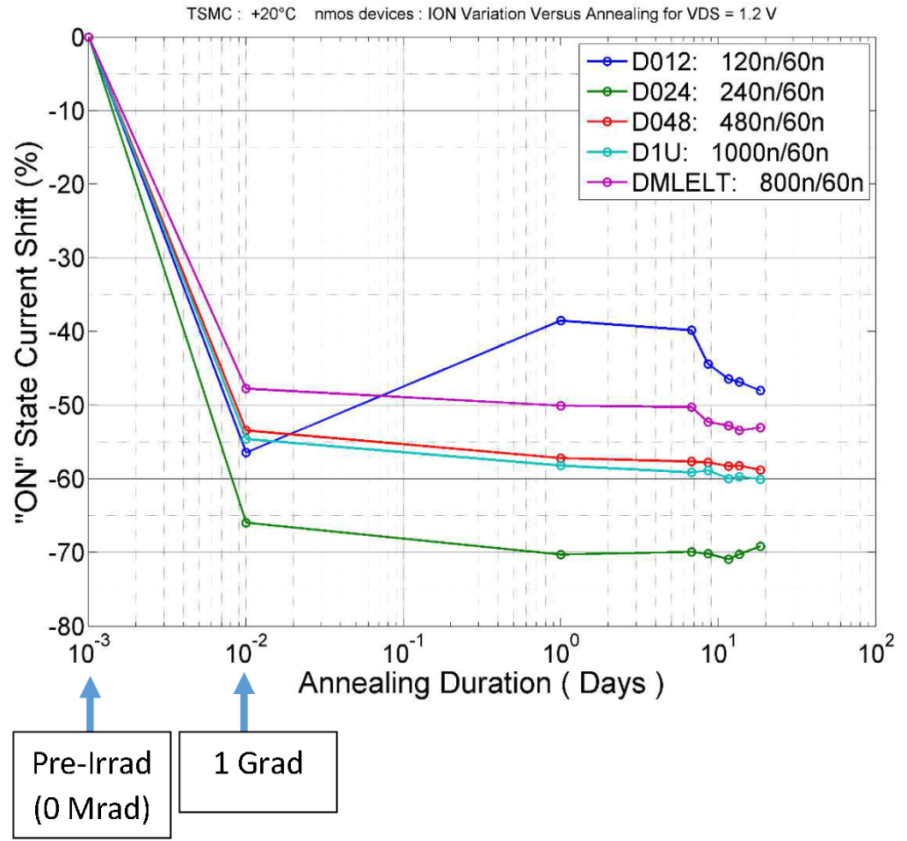 TSMC : +20°C nmos devices : ION Variation Versus Annealing for VDS = 1.2 V
"ON" State Current Shift (%)
0
-10
-20
-30
-40
-50
-60
-70
-80
D012: 120n/60n
D024: 240n/60n
D048: 480n/60n
D1U: 1000n/60n
DMLELT: 800n/60n
10^-3 10^-2 10^-1 10^0 10^1 10^2
Annealing Duration ( Days )
Pre-Irrad
(0 Mrad)
1 Grad